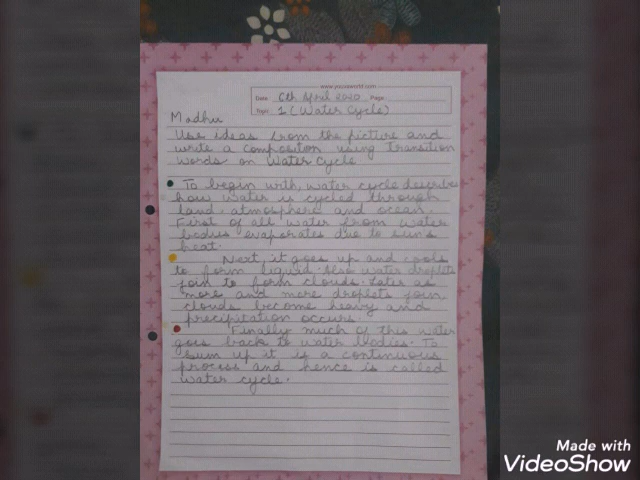 Date 6th April 2020 Page
Topic 1 (Water Cycle)
Madhu
Use ideas from the picture and
write a composition using Transition
words on Water Cycle
To begin with, water cycle describes
how water is cycled through
land, atmosphere and ocean.
First of all water from water
bodies evaporates due to sun's
heat.
Next, it goes up and cools
to form liquid. Also water droplets
join to form clouds. Later as
more and more droplets join,
clouds become heavy and
precipitation occurs.
Finally much of this water
goes back to water bodies. To
sum up it is a continuous
process and hence is called
water cycle.
Made with
VideoShow